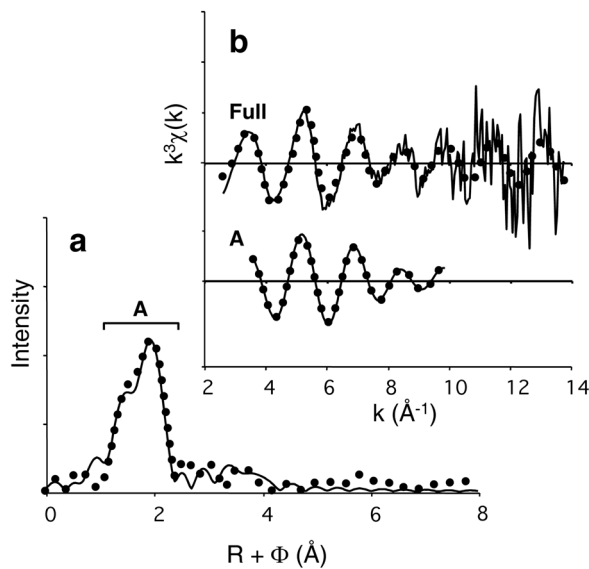 b
Full
k³χ(k)
A
2 4 6 8 10 12 14
k (Å⁻¹)
a
A
Intensity
0 2 4 6 8
R + Φ (Å)